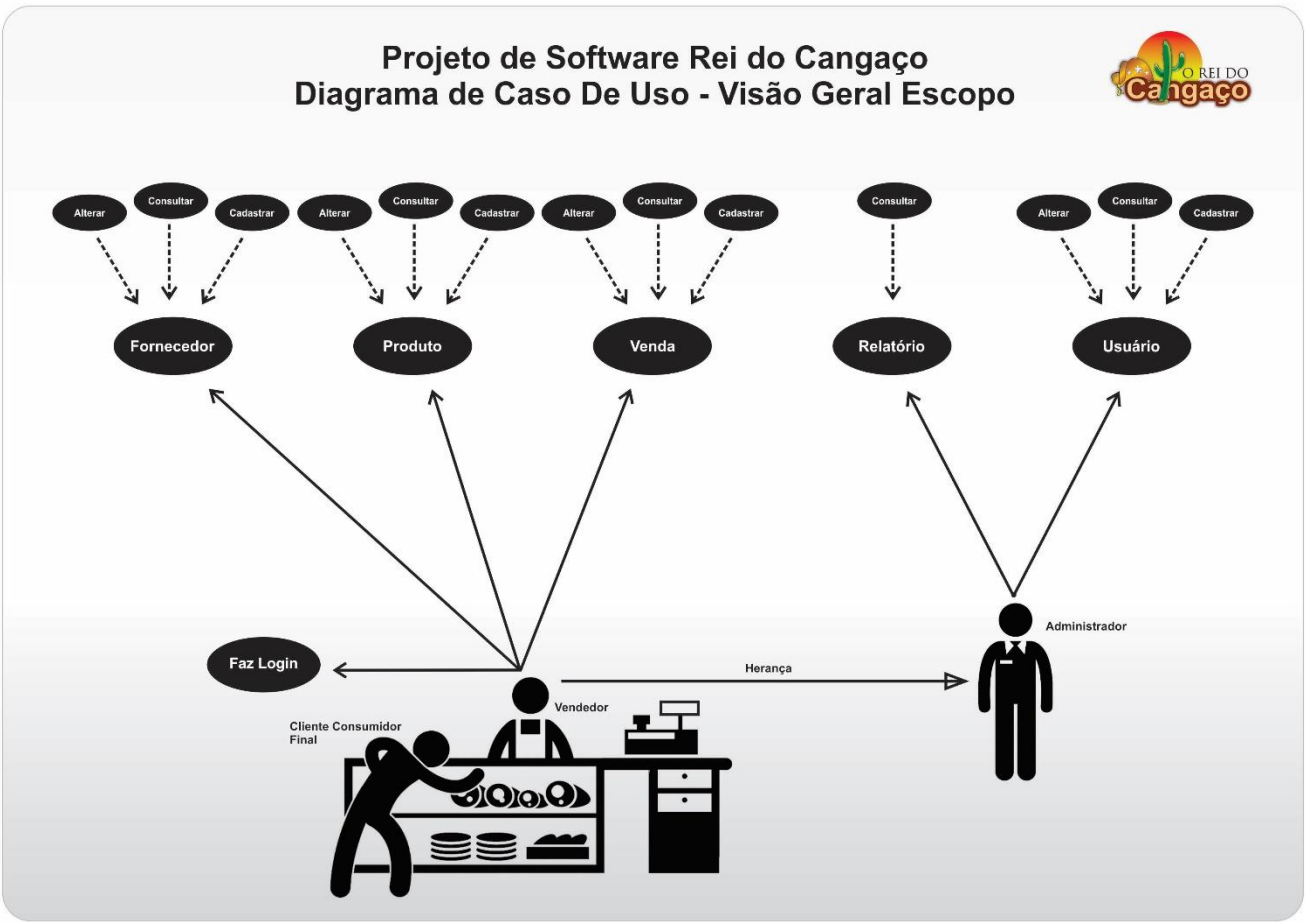 Projeto de Software Rei do Cangaço
Diagrama de Caso De Uso - Visão Geral Escopo
O REI DO
Cangaço
Alterar
Consultar
Cadastrar
Alterar
Consultar
Cadastrar
Alterar
Consultar
Cadastrar
Consultar
Alterar
Consultar
Cadastrar
Fornecedor
Produto
Venda
Relatório
Usuário
Administrador
Faz Login
Herança
Vendedor
Cliente Consumidor
Final